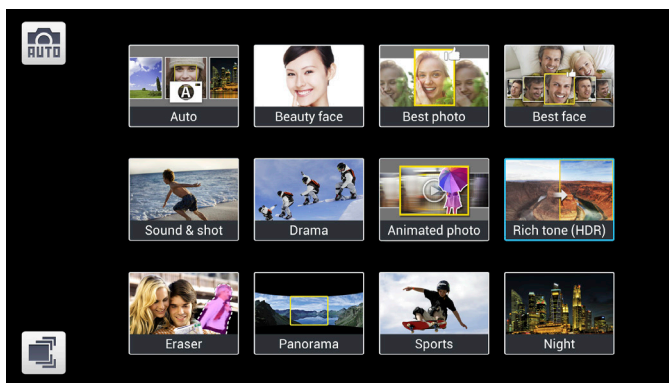 AUTO
Auto
Beauty face
Best photo
Best face
Sound & shot
Drama
Animated photo
Rich tone (HDR)
Eraser
Panorama
Sports
Night